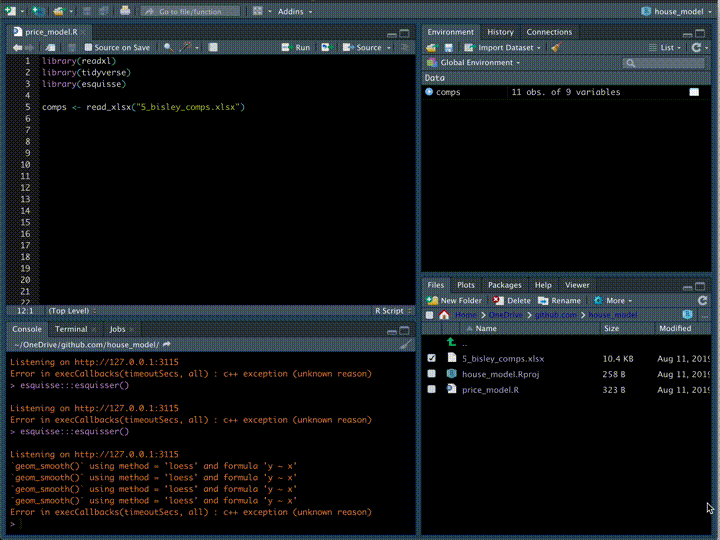 Go to file/function
Addins
house_model
price_model.R
Source on Save
Run
Source
1 library(readxl)
2 library(tidyverse)
3 library(esquisse)
4
5 comps <- read_xlsx("5_bisley_comps.xlsx")
6
7
8
9
10
11
12
13
14
15
16
17
18
19
20
21
22
12:1
(Top Level)
R Script
Console
Terminal
Jobs
~/OneDrive/github.com/house_model/
Listening on http://127.0.0.1:3115
Error in execCallbacks(timeoutSecs, all) : c++ exception (unknown reason)
> esquisse:::esquisser()
Listening on http://127.0.0.1:3115
Error in execCallbacks(timeoutSecs, all) : c++ exception (unknown reason)
> esquisse:::esquisser()
Listening on http://127.0.0.1:3115
`geom_smooth()` using method = 'loess' and formula 'y ~ x'
`geom_smooth()` using method = 'loess' and formula 'y ~ x'
`geom_smooth()` using method = 'loess' and formula 'y ~ x'
`geom_smooth()` using method = 'loess' and formula 'y ~ x'
Error in execCallbacks(timeoutSecs, all) : c++ exception (unknown reason)
>
Environment
History
Connections
Import Dataset
List
Global Environment
Data
comps 11 obs. of 9 variables
Files
Plots
Packages
Help
Viewer
New Folder
Delete
Rename
More
Home
OneDrive
github.com
house_model
...
Name Size Modified
..
5_bisley_comps.xlsx 10.4 KB Aug 11, 2019
house_model.Rproj 258 B Aug 11, 2019
price_model.R 323 B Aug 11, 2019